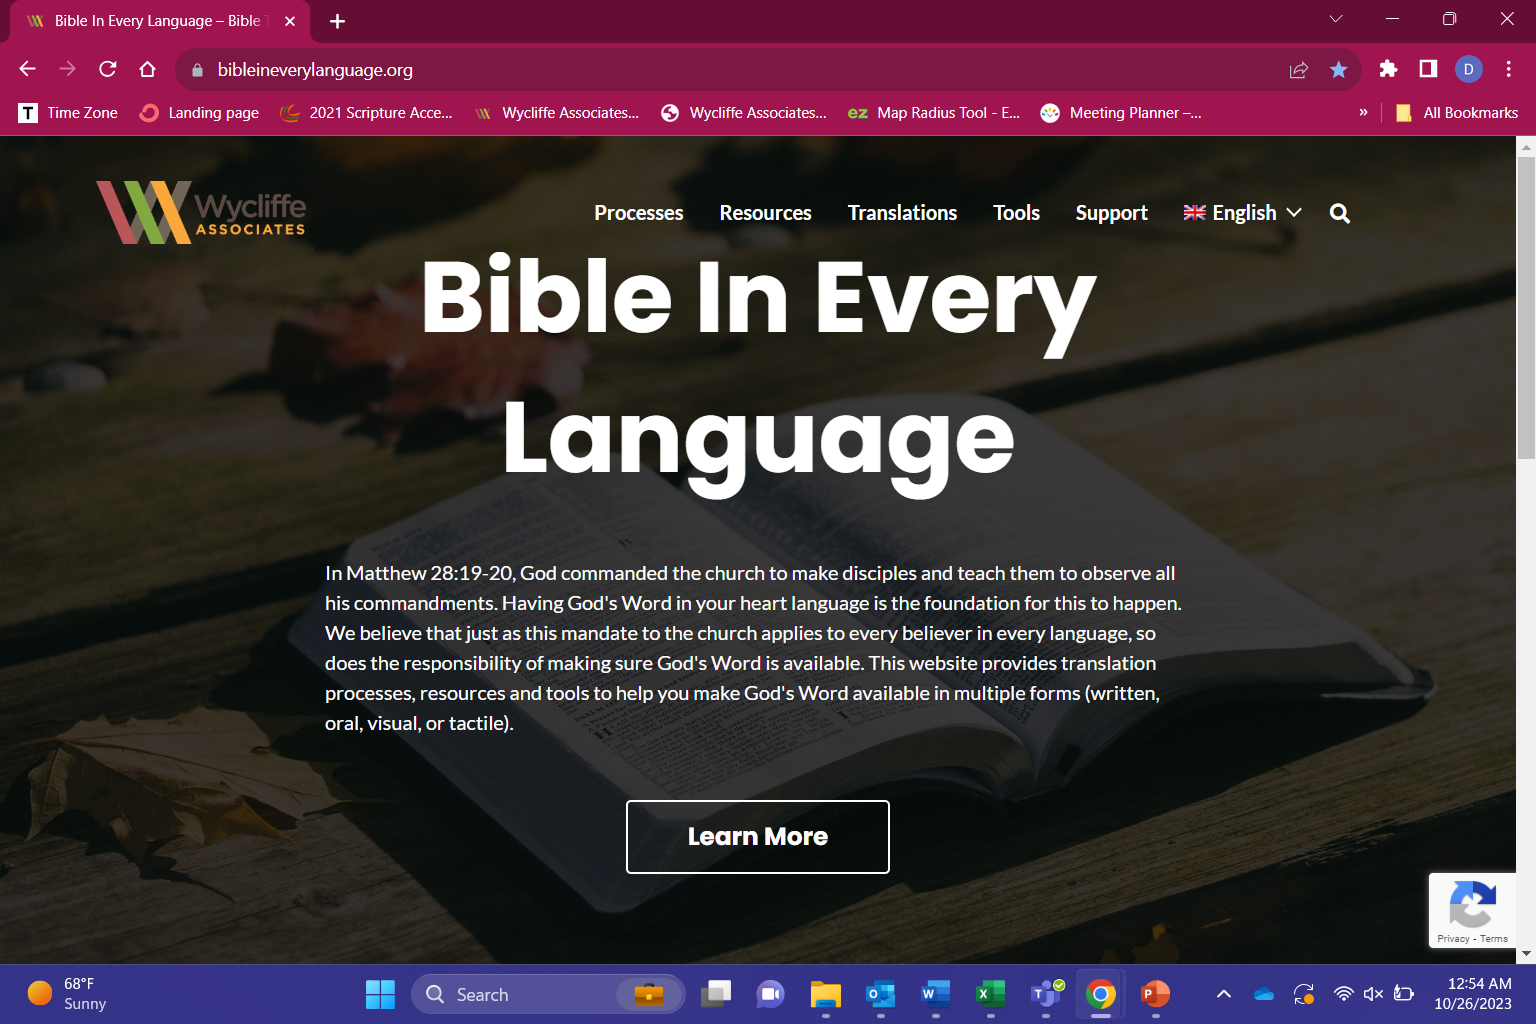 Bible In Every Language – Bible
bibleineverylanguage.org
D
T Time Zone
Landing page
2021 Scripture Acce...
Wycliffe Associates...
Wycliffe Associates...
ez Map Radius Tool - E...
Meeting Planner –...
»
All Bookmarks
Wycliffe
ASSOCIATES
Processes
Resources
Translations
Tools
Support
English
Bible In Every
Language
In Matthew 28:19-20, God commanded the church to make disciples and teach them to observe all
his commandments. Having God's Word in your heart language is the foundation for this to happen.
We believe that just as this mandate to the church applies to every believer in every language, so
does the responsibility of making sure God's Word is available. This website provides translation
processes, resources and tools to help you make God's Word available in multiple forms (written,
oral, visual, or tactile).
Learn More
Privacy - Terms
68°F
Sunny
Search
12:54 AM
10/26/2023